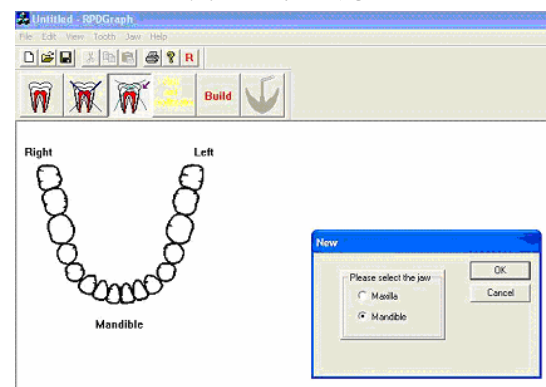 Untitled - RPDGraph
File Edit View Tooth Jaw Help
R
Build
Right Left
Mandible
New
Please select the jaw
Maxilla
Mandible
OK
Cancel